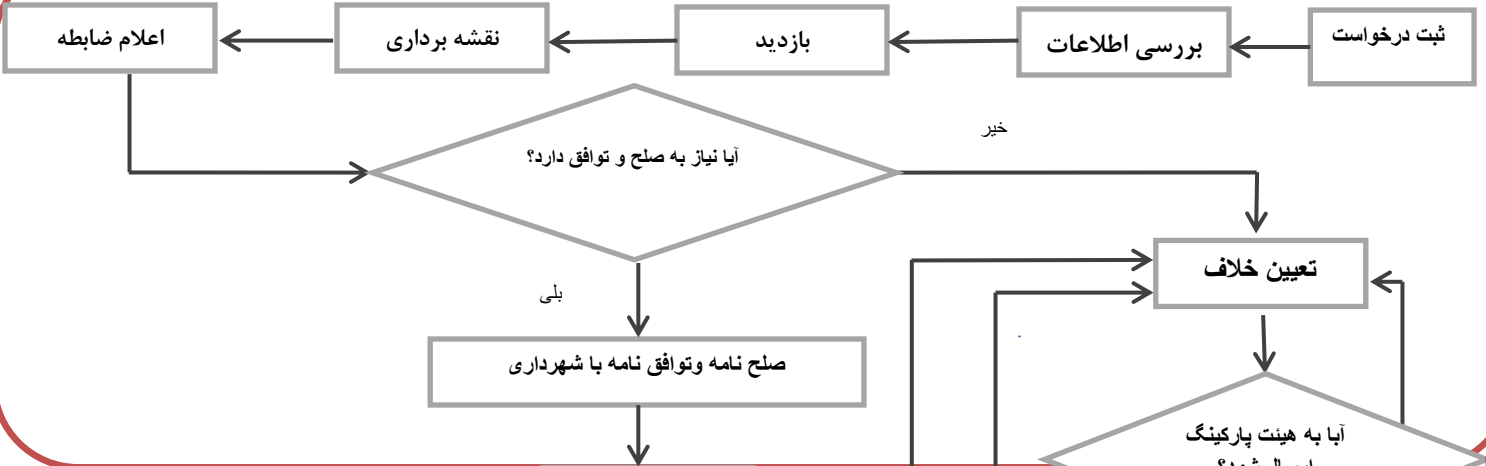 ثبت درخواست
بررسی اطلاعات
بازدید
نقشه برداری
اعلام ضابطه
آیا نیاز به صلح و توافق دارد؟
خیر
بلی
تعیین خلاف
صلح نامه وتوافق نامه با شهرداری
آبا به هیئت پارکینگ